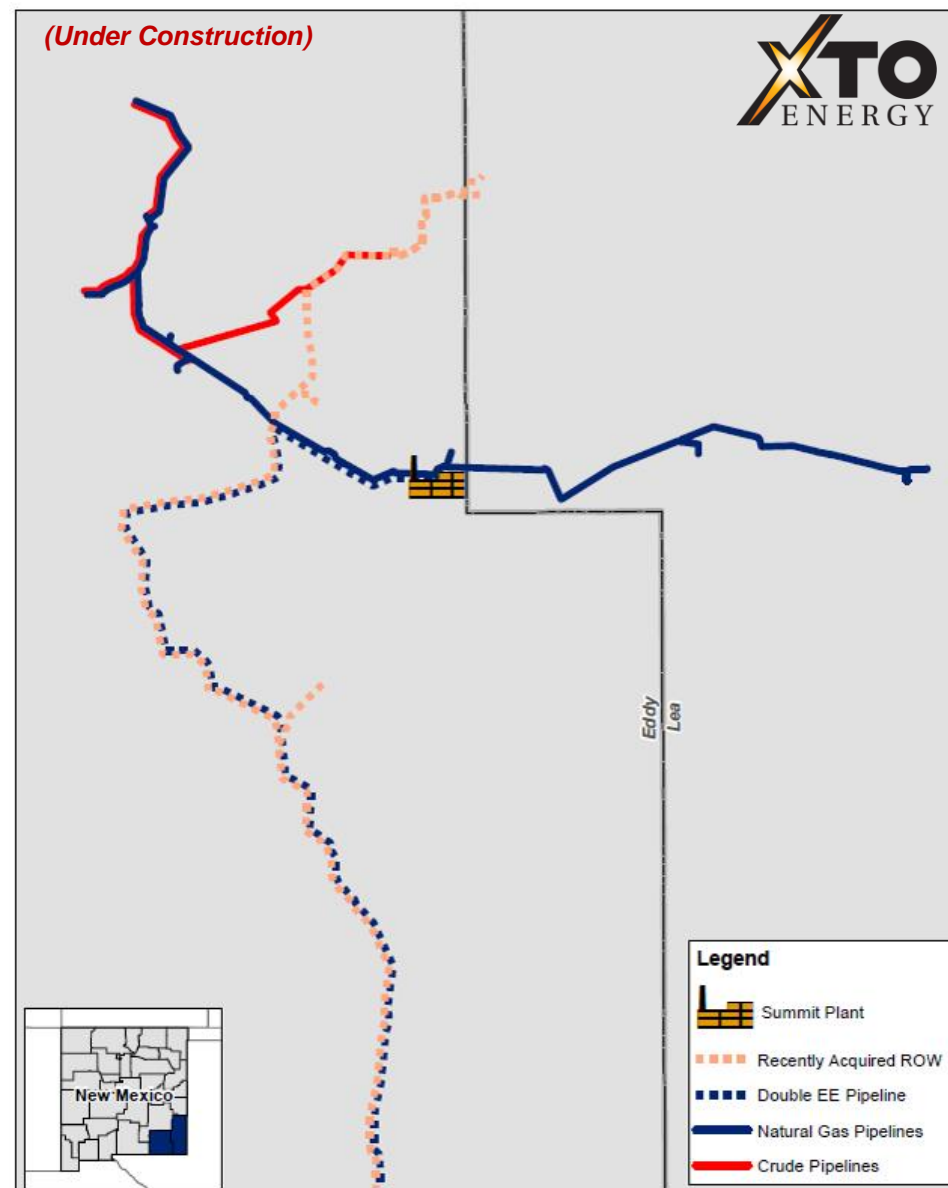 (Under Construction)
XTO
ENERGY
Eddy
Lea
Legend
Summit Plant
Recently Acquired ROW
Double EE Pipeline
Natural Gas Pipelines
Crude Pipelines
New Mexico